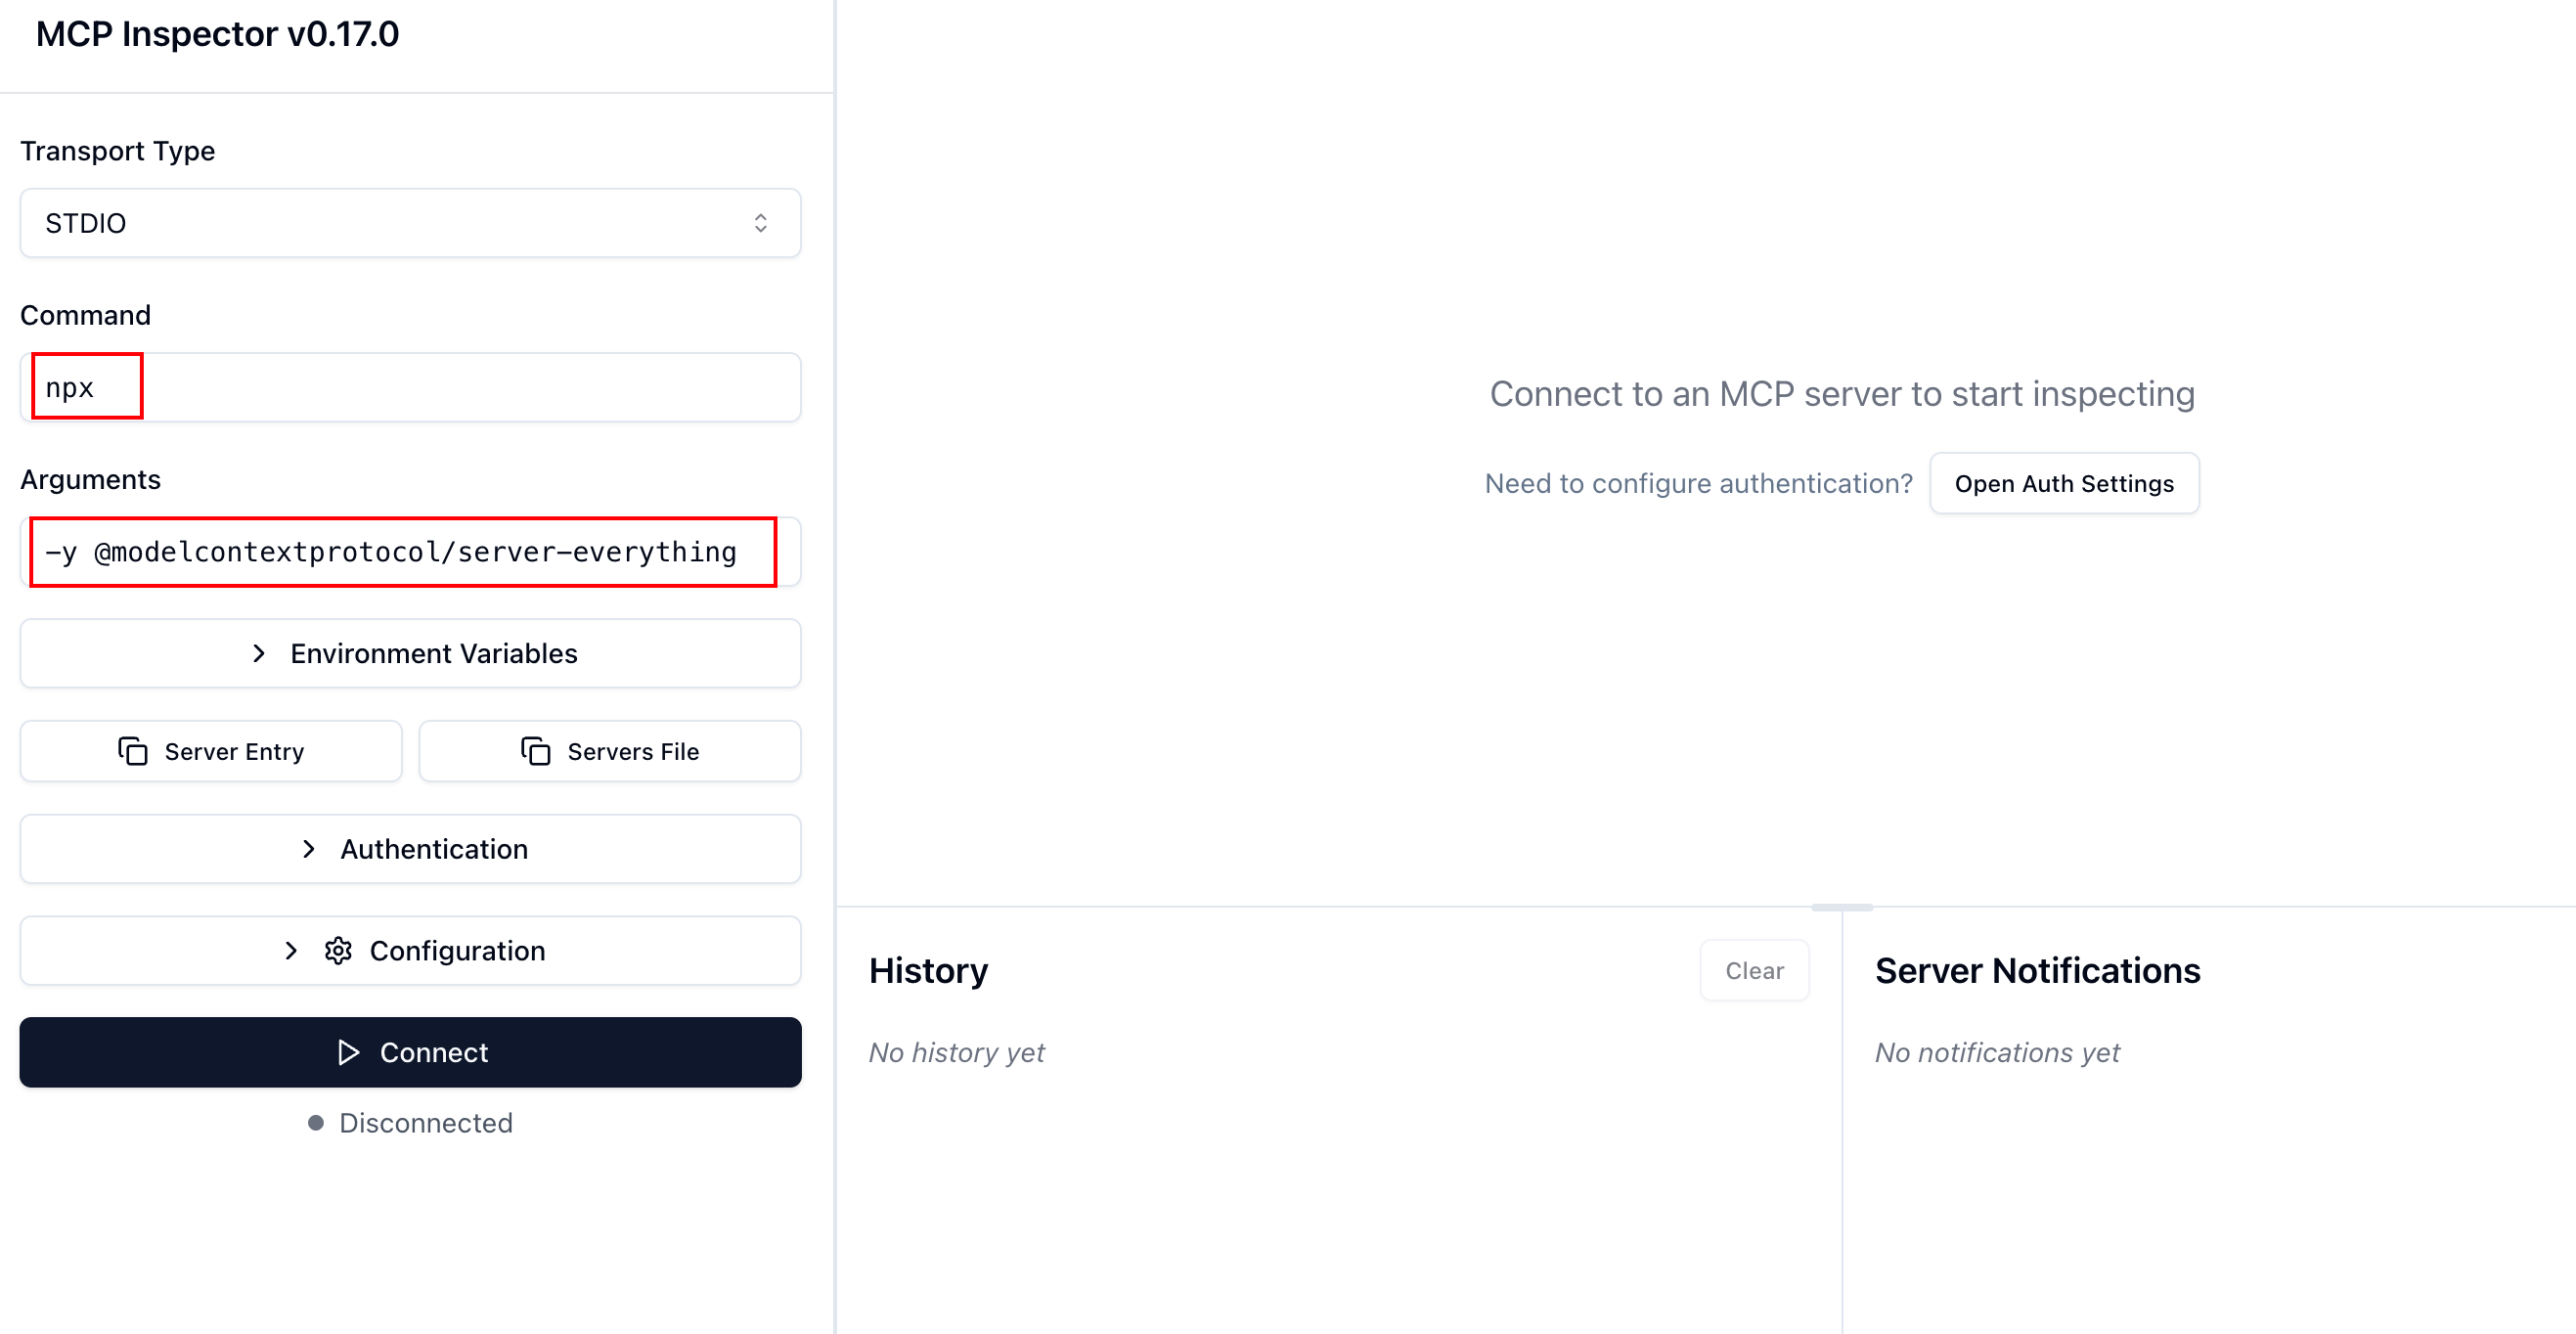 MCP Inspector v0.17.0
Transport Type
STDIO
Command
npx
Arguments
-y @modelcontextprotocol/server-everything
Environment Variables
Server Entry
Servers File
Authentication
Configuration
Connect
Disconnected
Connect to an MCP server to start inspecting
Need to configure authentication?
Open Auth Settings
History
Clear
No history yet
Server Notifications
No notifications yet